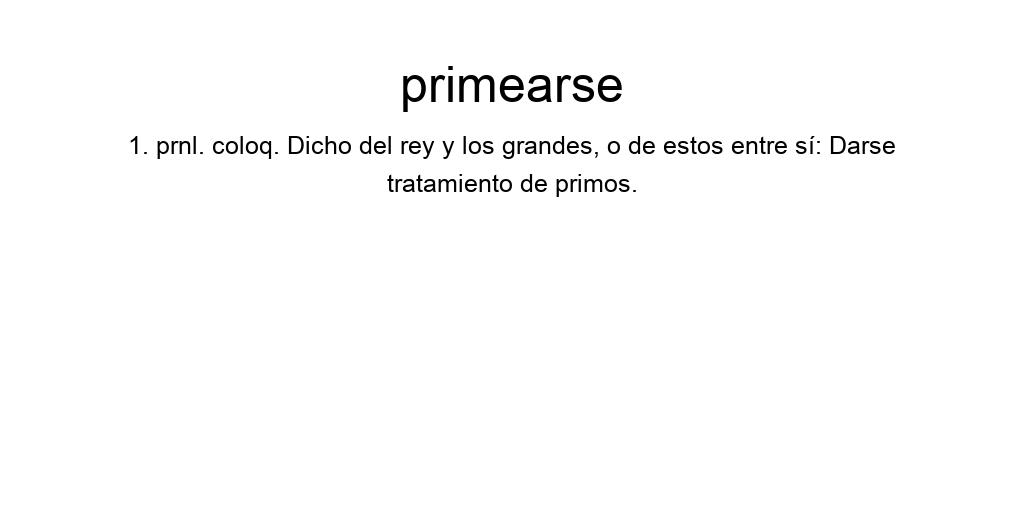 primearse
1. prnl. coloq. Dicho del rey y los grandes, o de estos entre sí: Darse
tratamiento de primos.